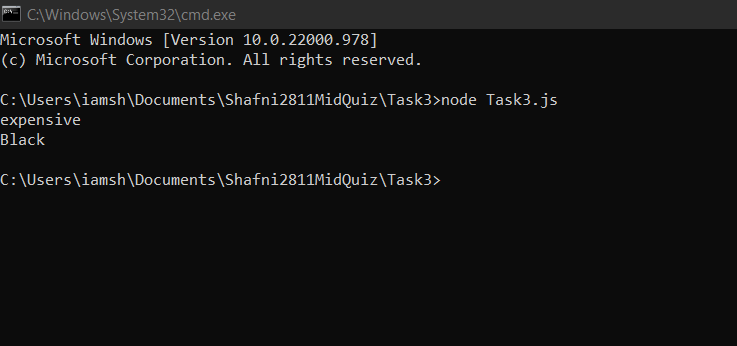 C:\Windows\System32\cmd.exe
Microsoft Windows [Version 10.0.22000.978]
(c) Microsoft Corporation. All rights reserved.
C:\Users\iamsh\Documents\Shafni2811MidQuiz\Task3>node Task3.js
expensive
Black
C:\Users\iamsh\Documents\Shafni2811MidQuiz\Task3>